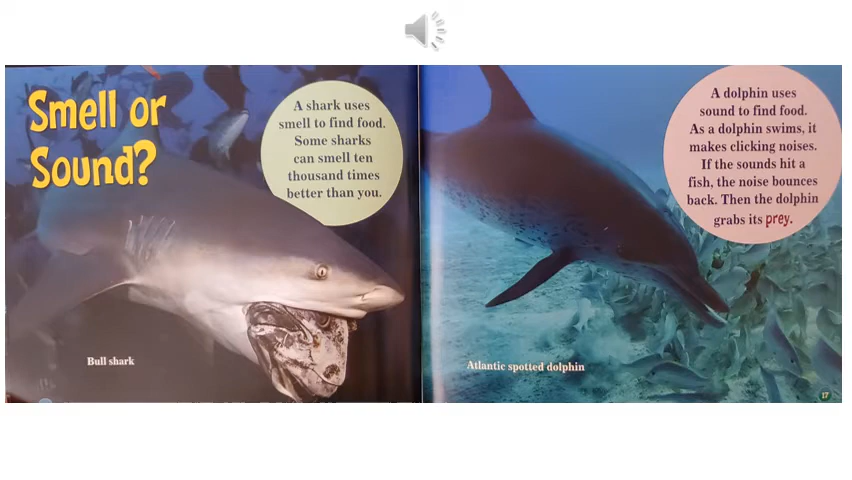 Smell or
Sound?
A shark uses
smell to find food.
Some sharks
can smell ten
thousand times
better than you.
Bull shark
A dolphin uses
sound to find food.
As a dolphin swims, it
makes clicking noises.
If the sounds hit a
fish, the noise bounces
back. Then the dolphin
grabs its prey.
Atlantic spotted dolphin
17